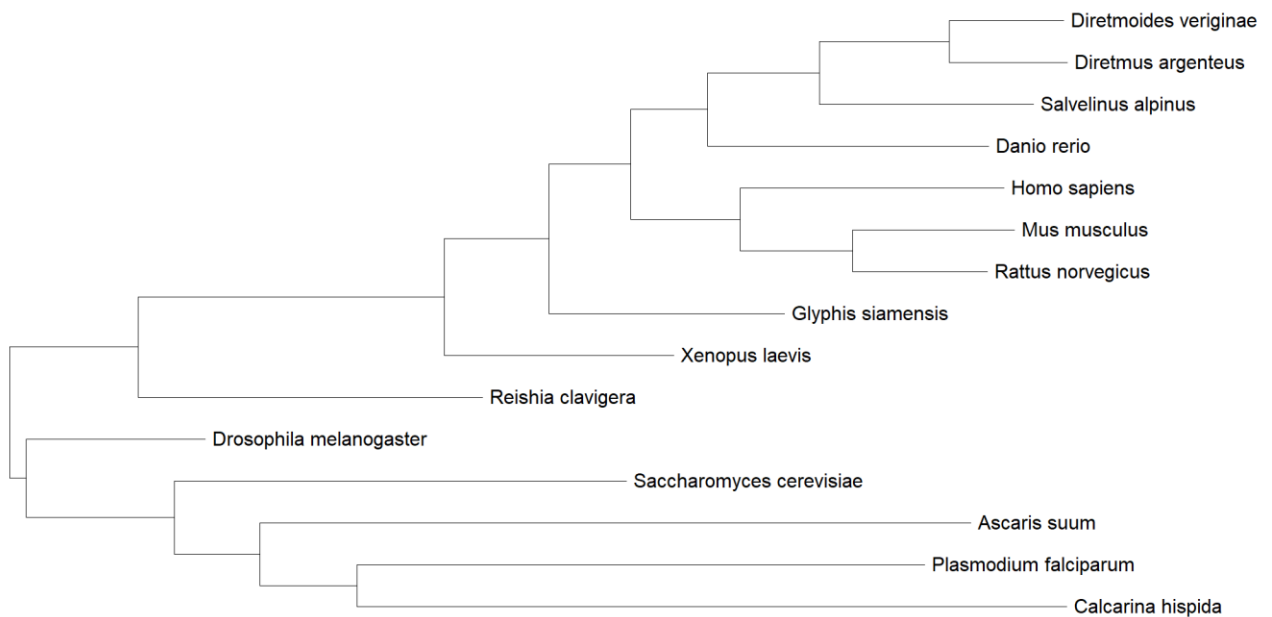 Diretmoides veriginae
Diretmus argenteus
Salvelinus alpinus
Danio rerio
Homo sapiens
Mus musculus
Rattus norvegicus
Glyphis siamensis
Xenopus laevis
Reishia clavigera
Drosophila melanogaster
Saccharomyces cerevisiae
Ascaris suum
Plasmodium falciparum
Calcarina hispida